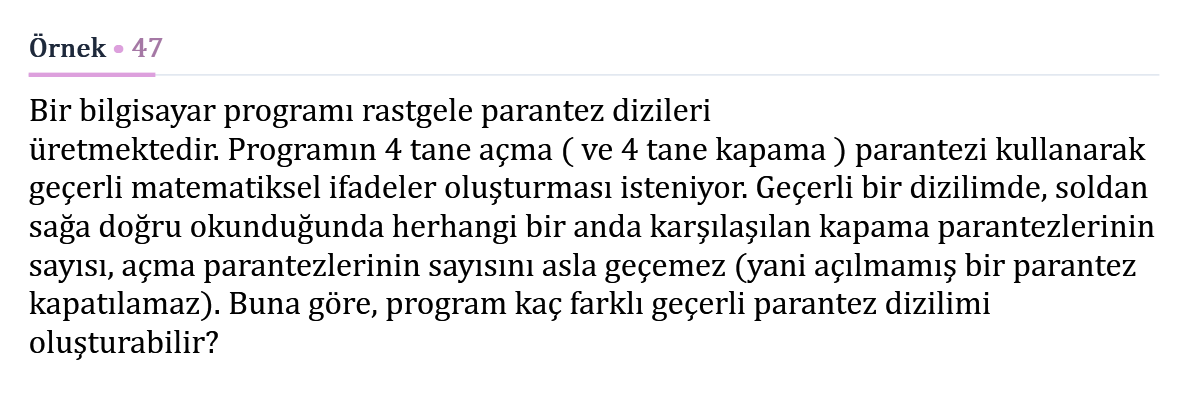 Örnek • 47
Bir bilgisayar programı rastgele parantez dizileri
üretmektedir. Programın 4 tane açma ( ve 4 tane kapama ) parantezi kullanarak
geçerli matematiksel ifadeler oluşturması isteniyor. Geçerli bir dizilimde, soldan
sağa doğru okunduğunda herhangi bir anda karşılaşılan kapama parantezlerinin
sayısı, açma parantezlerinin sayısını asla geçemez (yani açılmamış bir parantez
kapatılamaz). Buna göre, program kaç farklı geçerli parantez dizilimi
oluşturabilir?